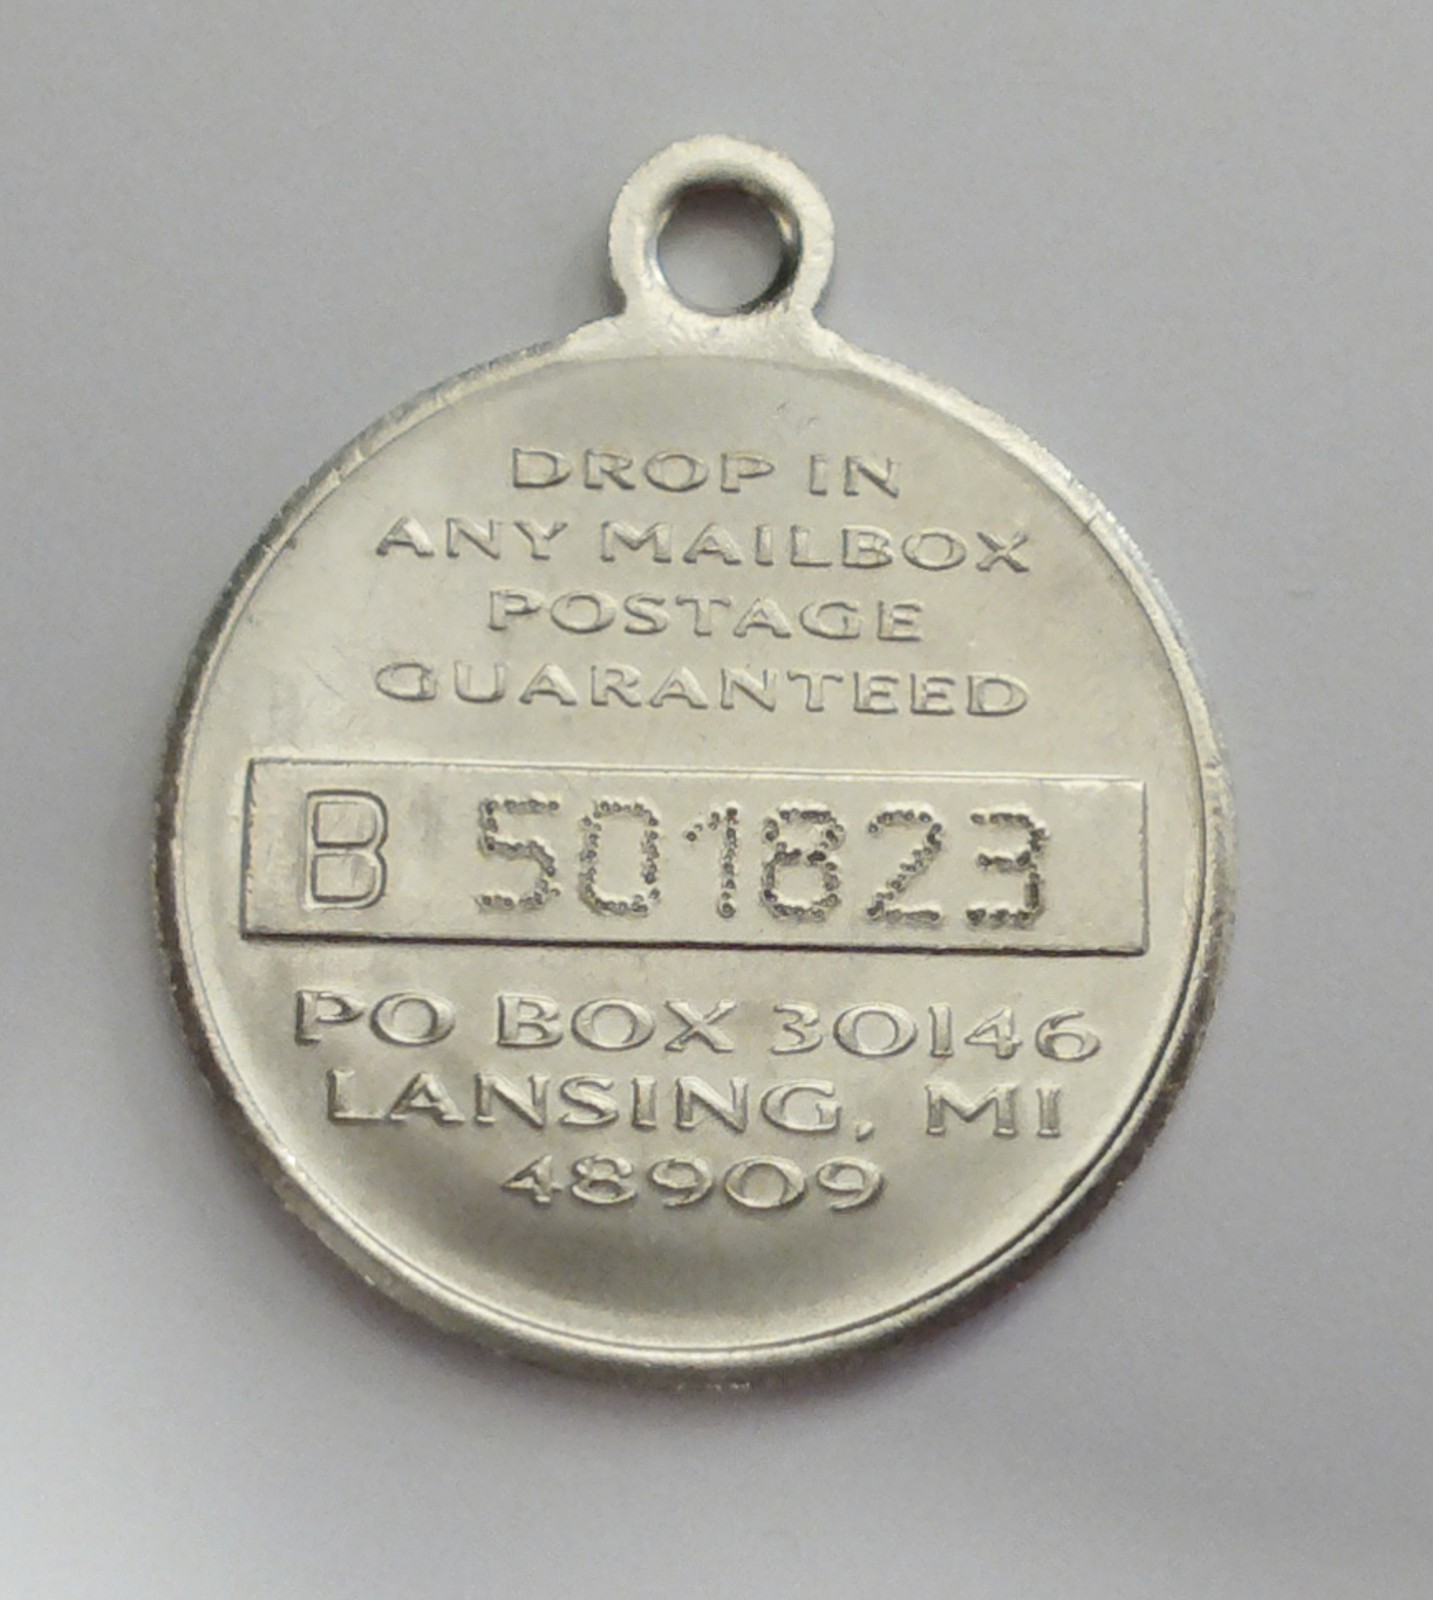 DROP IN
ANY MAILBOX
POSTAGE
GUARANTEED
B 501823
PO BOX 30146
LANSING, MI
48909